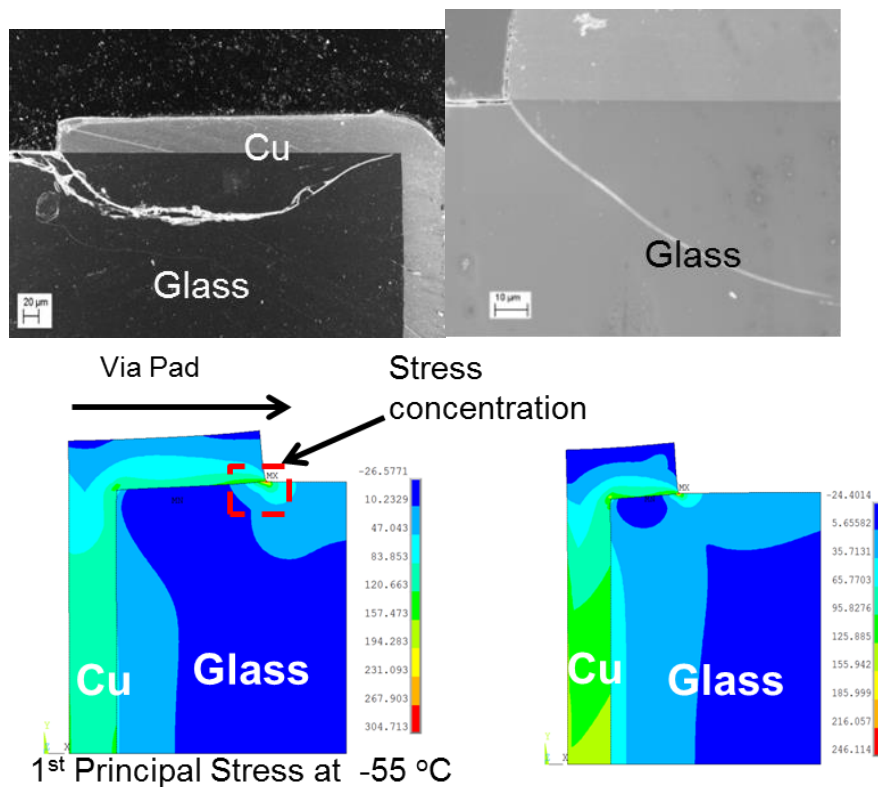 Cu
Glass
20 µm
Glass
10 µm
Via Pad
Stress
concentration
MX
-26.5771
10.2329
47.043
83.853
120.663
157.473
194.283
231.093
267.903
304.713
Cu
Glass
Y
Z X
1st Principal Stress at -55 °C
MX
-24.4014
5.65582
35.7131
65.7703
95.8276
125.885
155.942
185.999
216.057
246.114
Cu
Glass
X